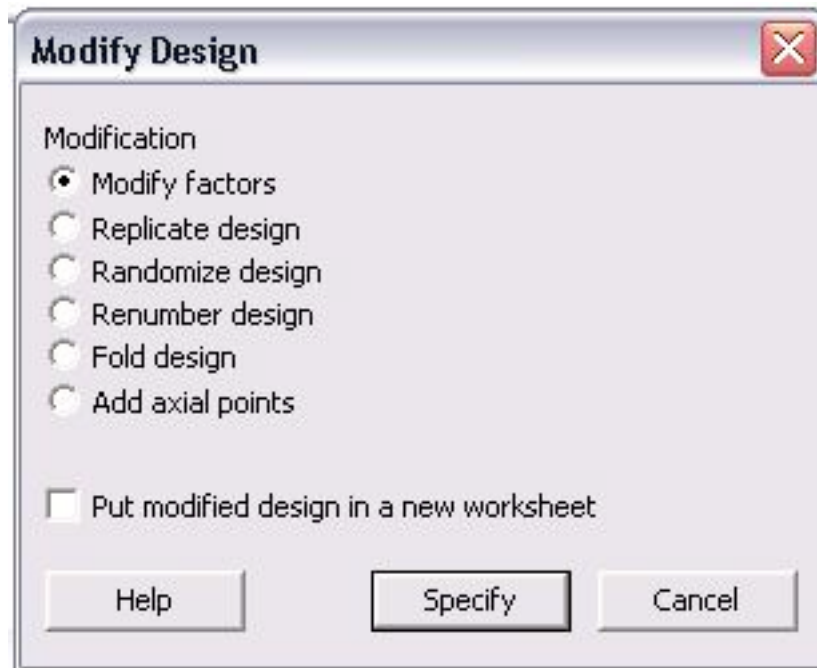 Modify Design
Modification
Modify factors
Replicate design
Randomize design
Renumber design
Fold design
Add axial points
Put modified design in a new worksheet
Help Specify Cancel